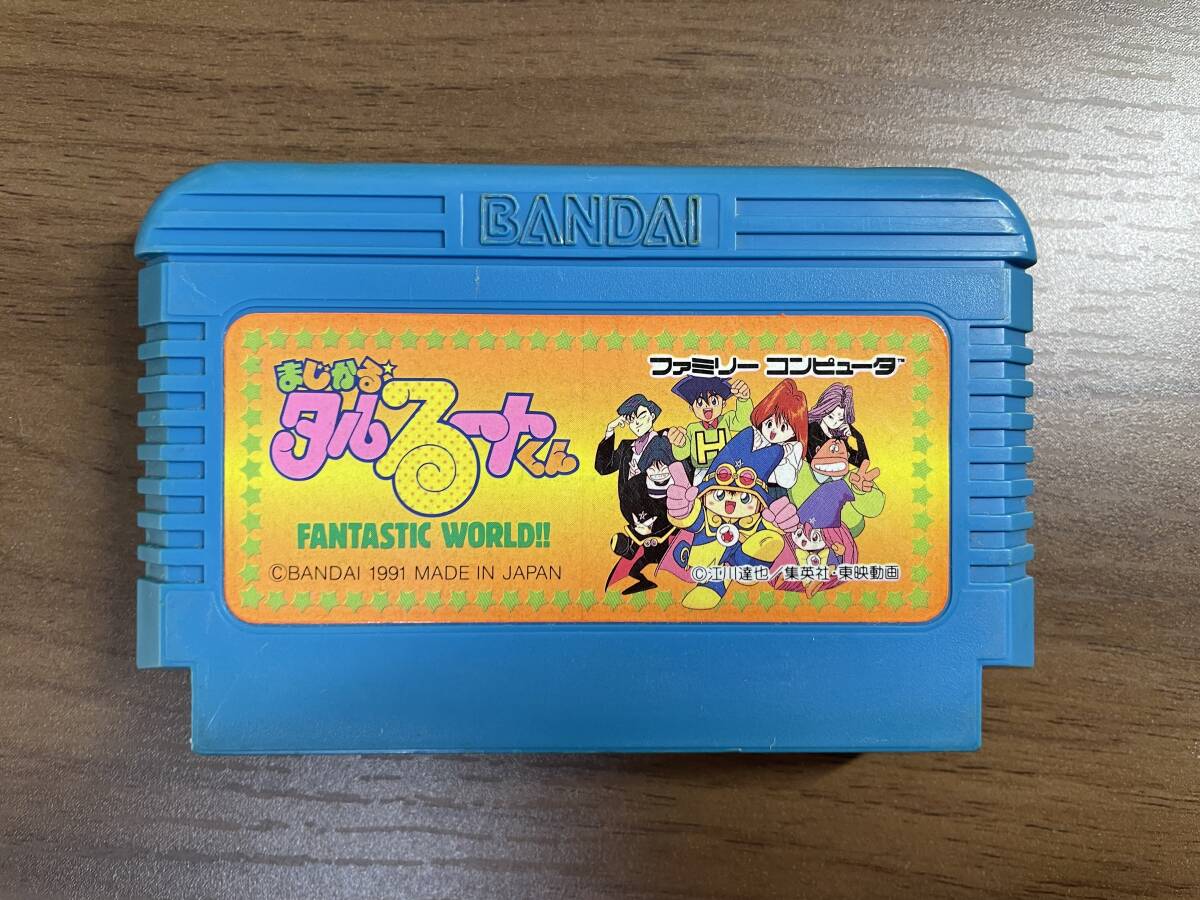 BANDAI
まじかる
タルるートくん
FANTASTIC WORLD!!
©BANDAI 1991 MADE IN JAPAN
ファミリー コンピュータ™
H
©江川達也/集英社・東映動画